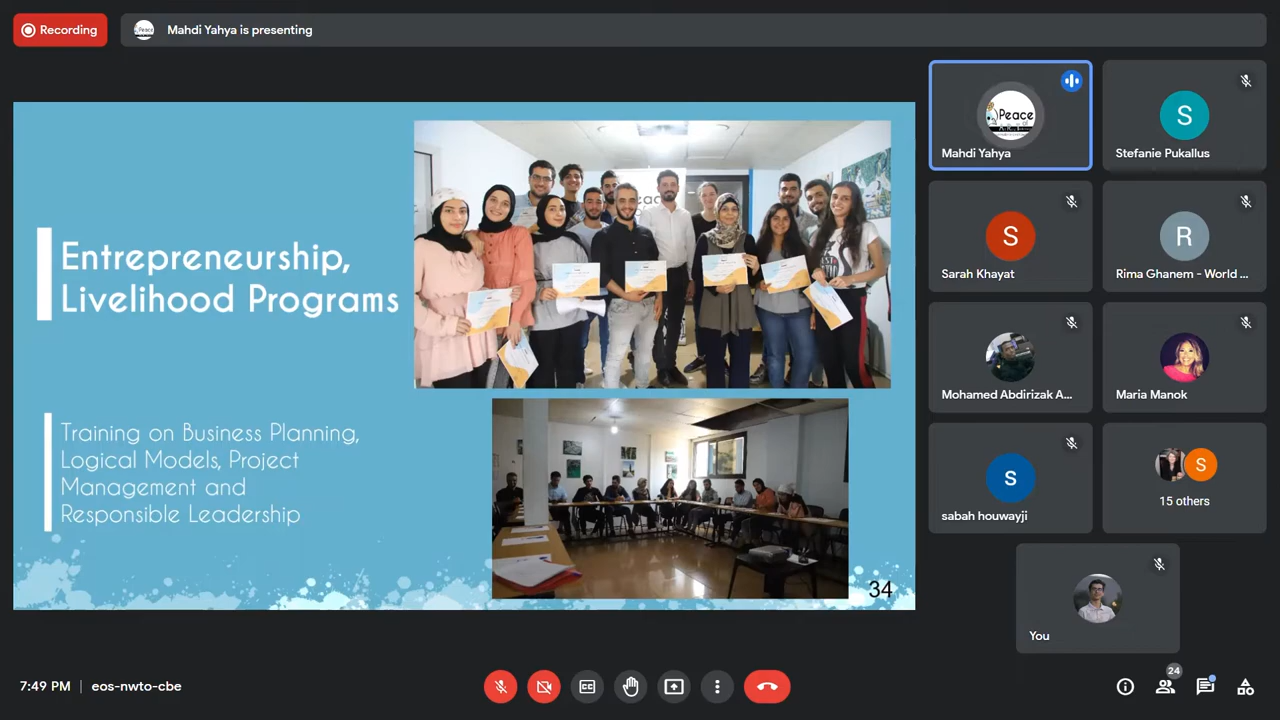 Recording
Mahdi Yahya is presenting
Entrepreneurship,
Livelihood Programs
Training on Business Planning,
Logical Models, Project
Management and
Responsible Leadership
34
Peace
Mahdi Yahya
S
Stefanie Pukallus
S
Sarah Khayat
R
Rima Ghanem - World ...
Mohamed Abdirizak A...
Maria Manok
s
sabah houwayji
S
15 others
You
7:49 PM | eos-nwto-cbe
24